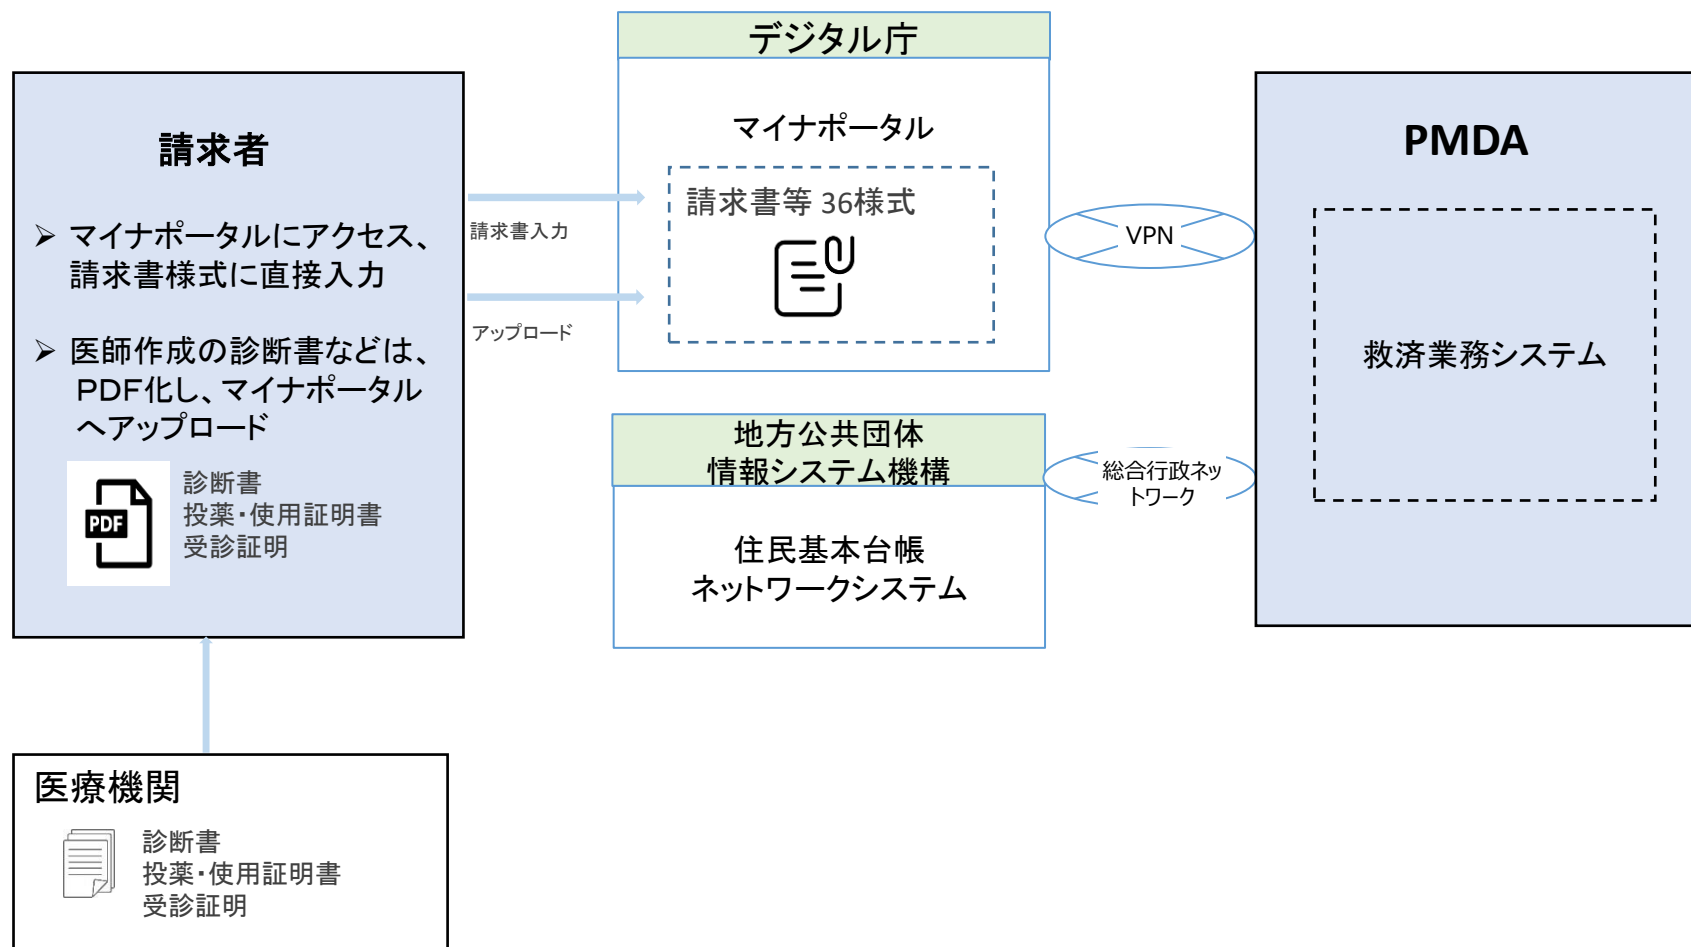 請求者
➢ マイナポータルにアクセス、
請求書様式に直接入力
➢ 医師作成の診断書などは、
PDF化し、マイナポータル
へアップロード
PDF
診断書
投薬・使用証明書
受診証明
請求書入力
アップロード
デジタル庁
マイナポータル
請求書等 36様式
地方公共団体
情報システム機構
住民基本台帳
ネットワークシステム
VPN
総合行政ネッ
トワーク
PMDA
救済業務システム
医療機関
診断書
投薬・使用証明書
受診証明